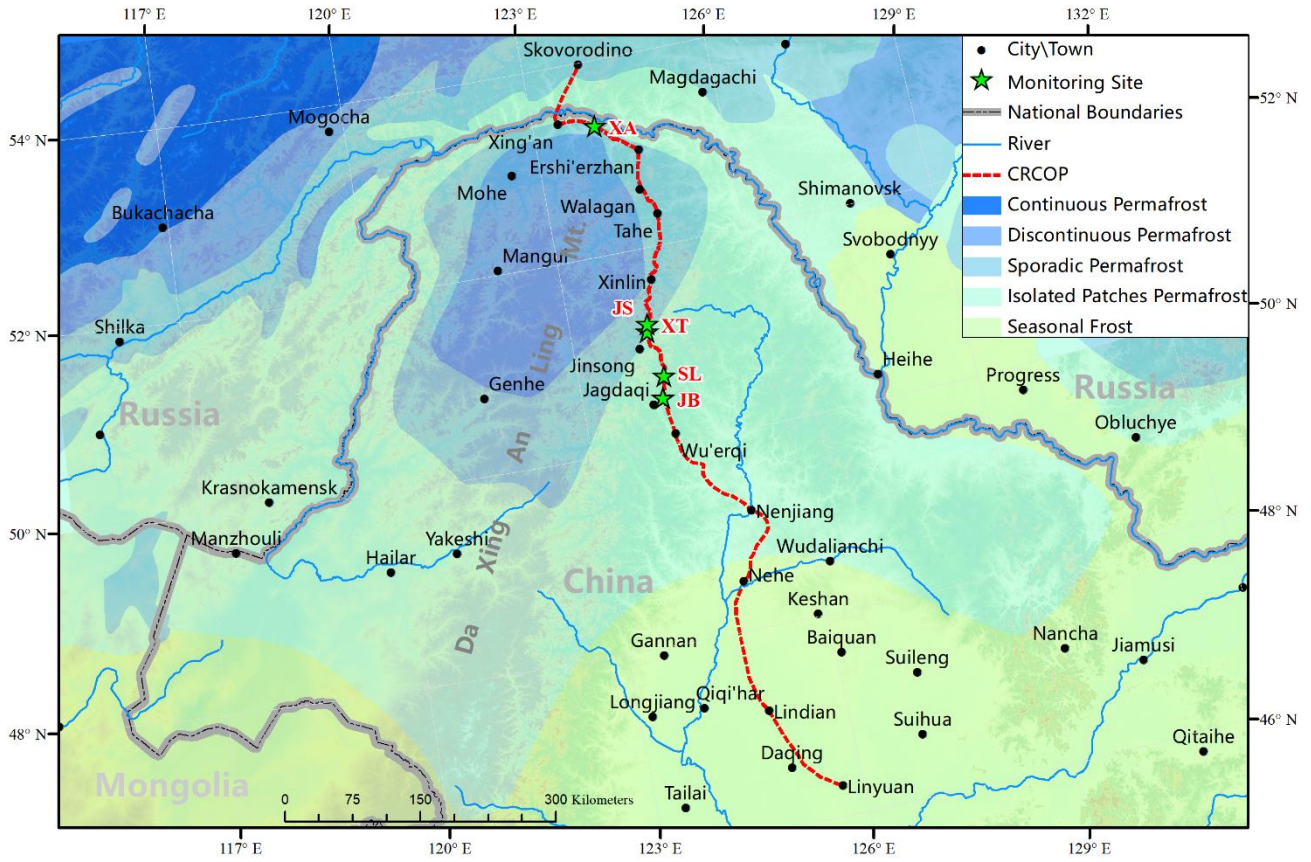 117° E
120° E
123° E
126° E
129° E
132° E
54° N
52° N
50° N
48° N
52° N
50° N
48° N
46° N
117° E
120° E
123° E
126° E
129° E
City\Town
Monitoring Site
National Boundaries
River
CRCOP
Continuous Permafrost
Discontinuous Permafrost
Sporadic Permafrost
Isolated Patches Permafrost
Seasonal Frost
Skovorodino
Magdagachi
Mogocha
XA
Xing'an
Ershi'erzhan
Mohe
Shimanovsk
Bukachacha
Walagan
Tahe
Svobodnyy
Mangui
Xinlin
JS
XT
Shilka
Jinsong
Heihe
Genhe
Jagdaqi
SL
JB
Progress
Russia
Russia
Obluchye
Wu'erqi
Krasnokamensk
Nenjiang
Manzhouli
Hailar
Yakeshi
Wudalianchi
China
Nehe
Keshan
Da Xing An Ling Mt.
Gannan
Baiquan
Suileng
Nancha
Jiamusi
Longjiang
Qiqi'har
Lindian
Suihua
Qitaihe
Daqing
Mongolia
Linyuan
Tailai
0 75 150 300 Kilometers